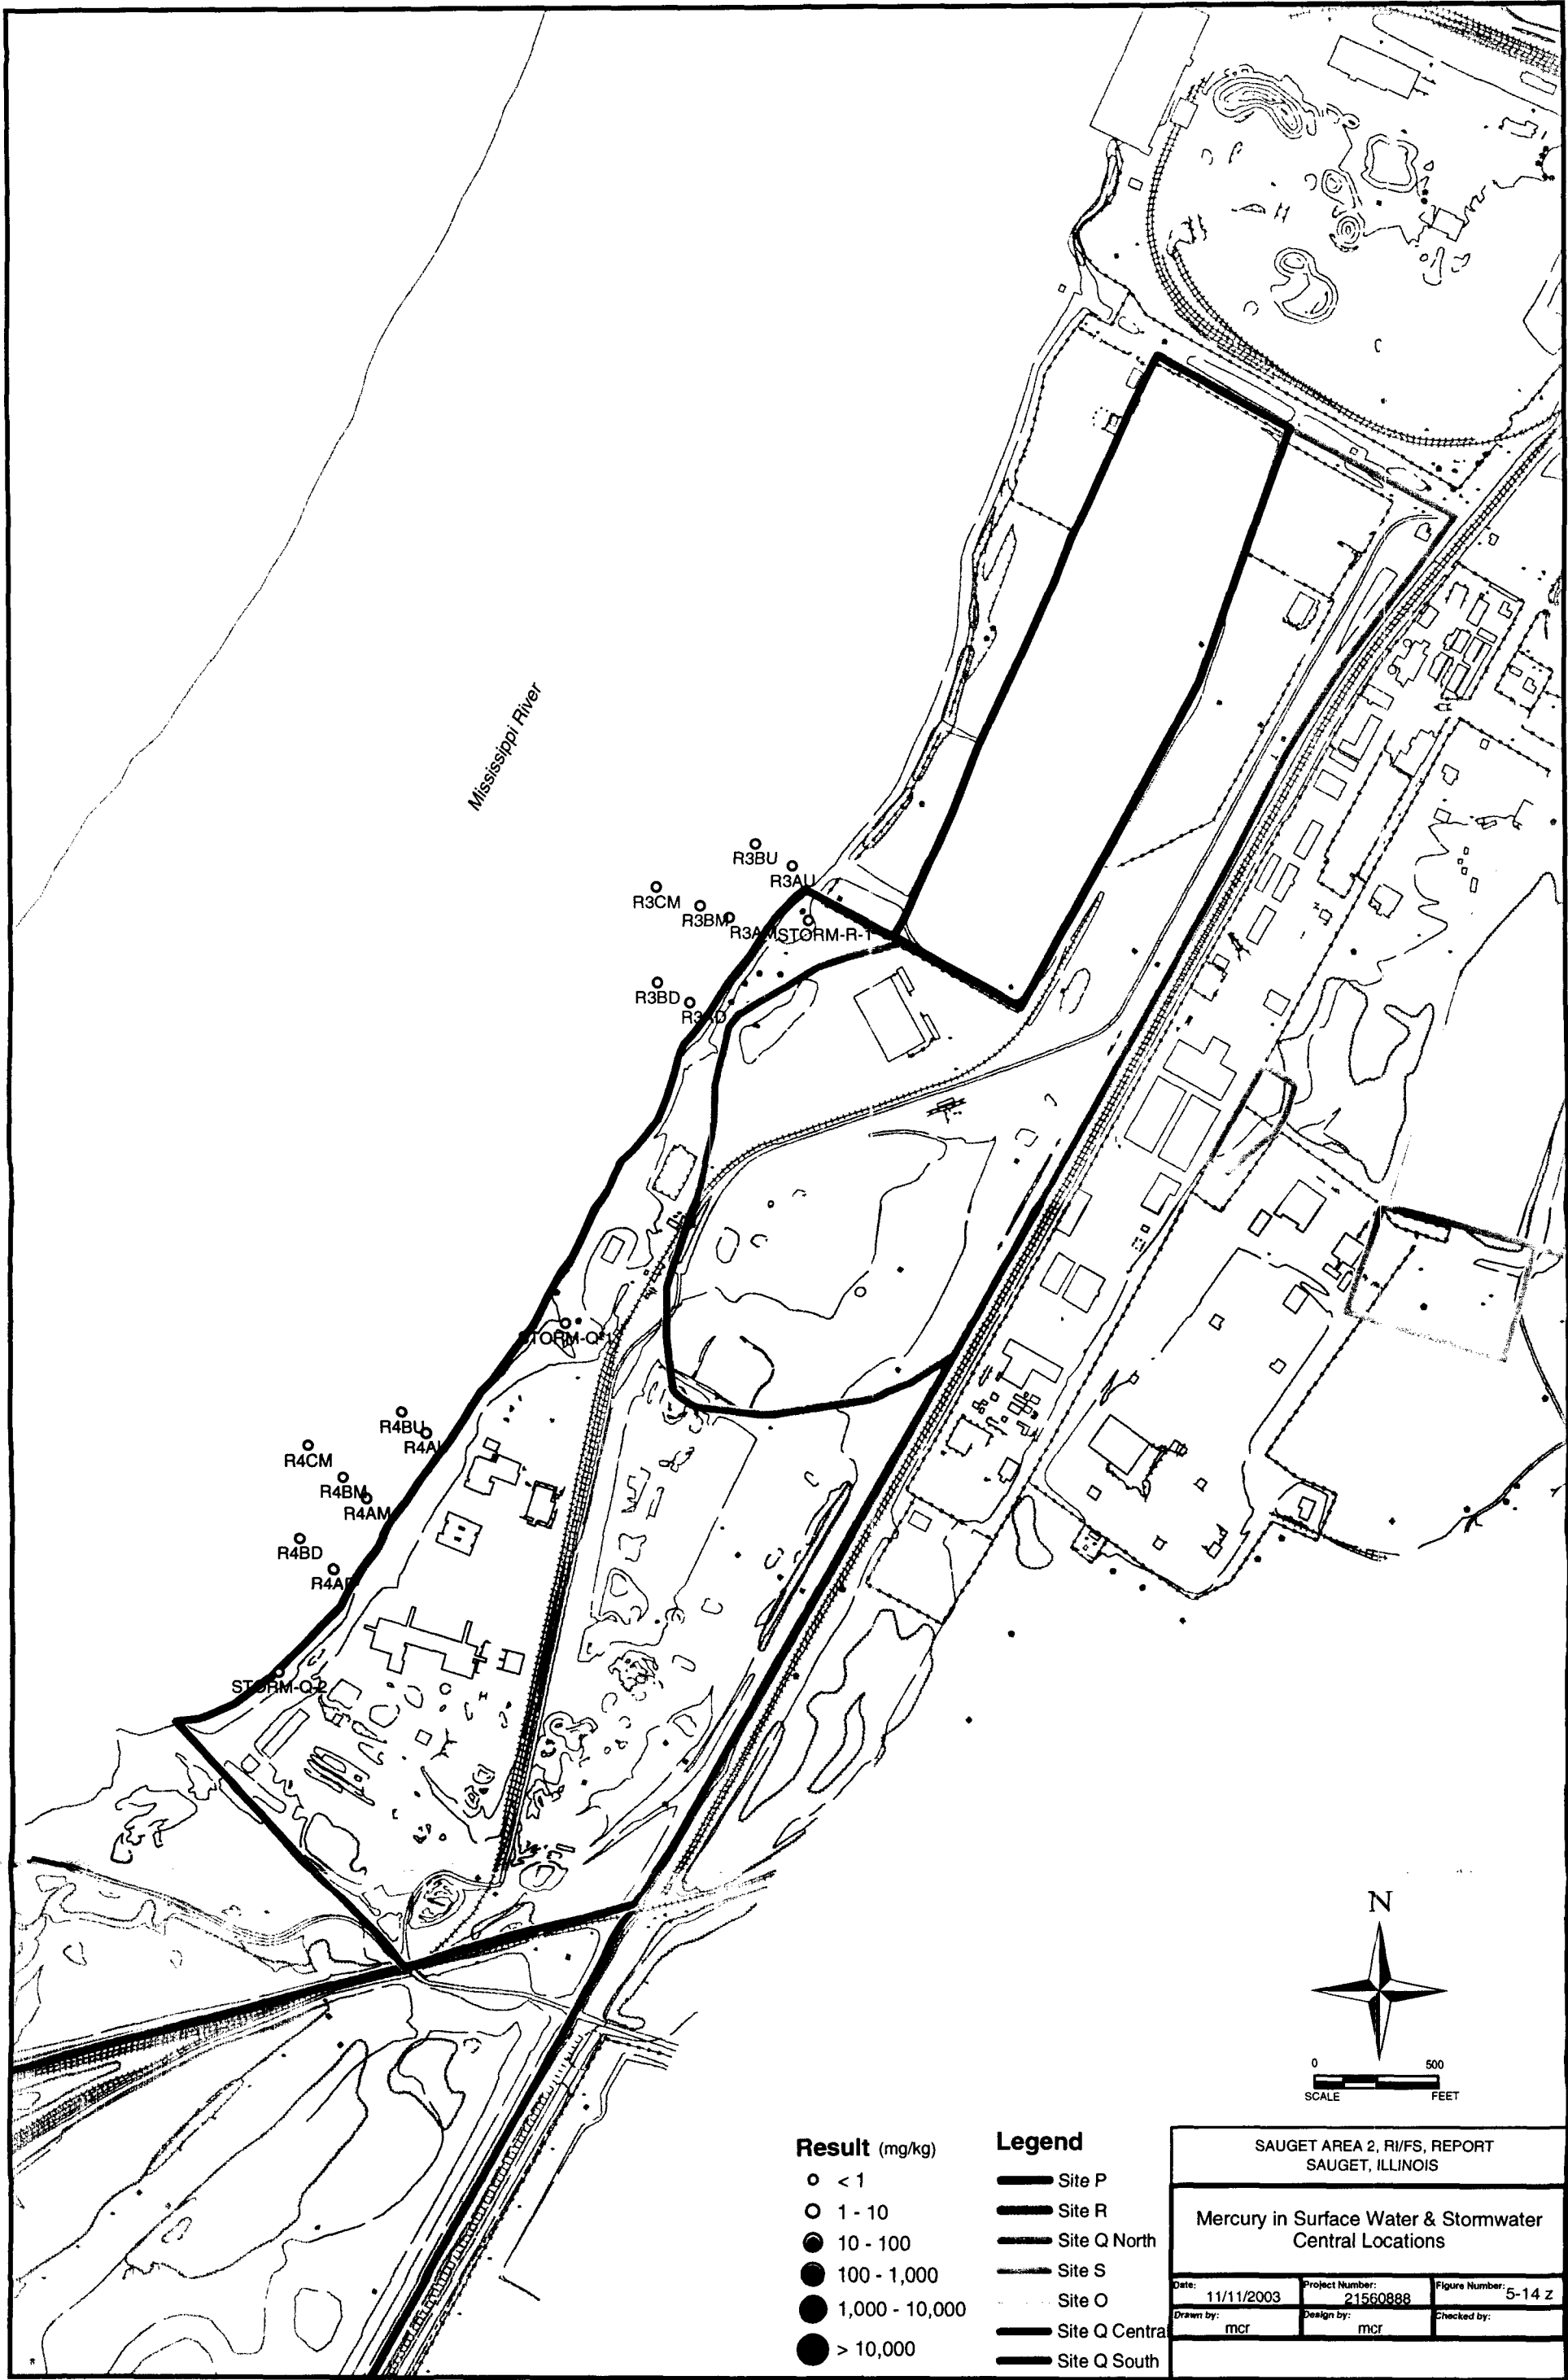 Mississippi River
R3BU
R3AU
R3CM
R3BM
R3AM
STORM-R-1
R3BD
R3AD
STORM-Q-1
R4BU
R4CM
R4BM
R4AM
R4BD
STORM-Q-2
N
0 500
SCALE FEET
Result (mg/kg)
< 1
1 - 10
10 - 100
100 - 1,000
1,000 - 10,000
> 10,000
Legend
Site P
Site R
Site Q North
Site S
Site O
Site Q Central
Site Q South
SAUGET AREA 2, RI/FS, REPORT
SAUGET, ILLINOIS
Mercury in Surface Water & Stormwater
Central Locations
Date: 11/11/2003
Project Number: 21560888
Figure Number: 5-14 z
Drawn by: mcr
Design by: mcr
Checked by: